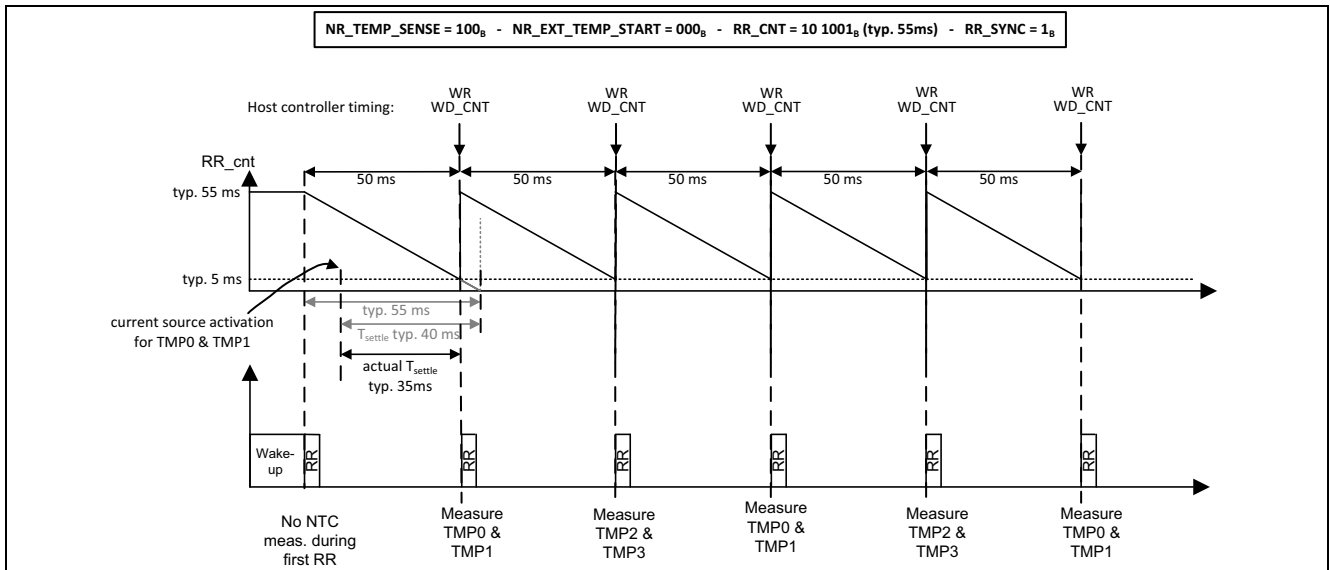 NR_TEMP_SENSE = 100B - NR_EXT_TEMP_START = 000B - RR_CNT = 10 1001B (typ. 55ms) - RR_SYNC = 1B
Host controller timing:
WR
WD_CNT
WR
WD_CNT
WR
WD_CNT
WR
WD_CNT
WR
WD_CNT
RR_cnt
50 ms
50 ms
50 ms
50 ms
50 ms
typ. 55 ms
typ. 5 ms
typ. 55 ms
Tsettle typ. 40 ms
current source activation
for TMP0 & TMP1
actual Tsettle
typ. 35ms
Wake-
up
RR
RR
RR
RR
RR
RR
No NTC
meas. during
first RR
Measure
TMP0 &
TMP1
Measure
TMP2 &
TMP3
Measure
TMP0 &
TMP1
Measure
TMP2 &
TMP3
Measure
TMP0 &
TMP1